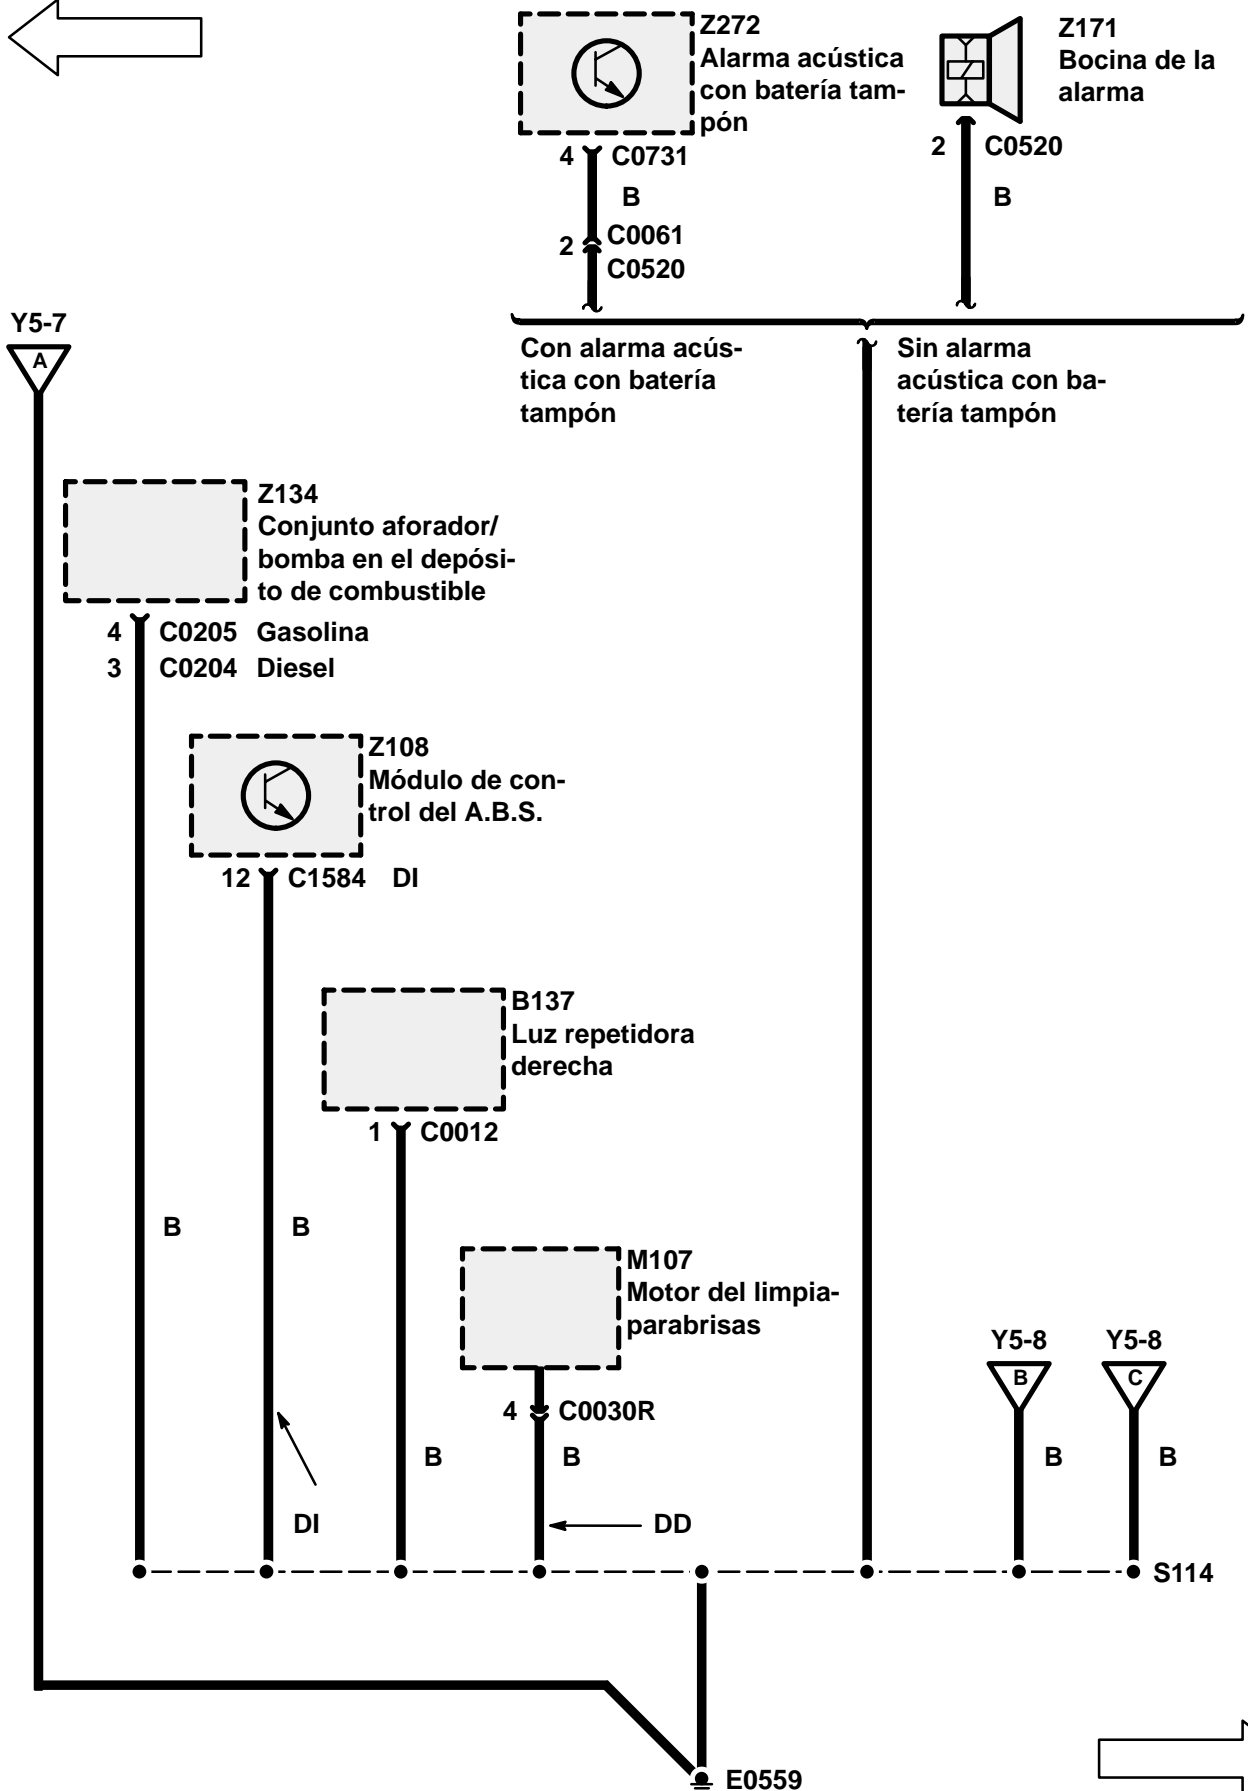 Z272
Alarma acústica
con batería tam-
pón
Z171
Bocina de la
alarma
4 C0731
2 C0520
B
B
2 C0061
C0520
Y5-7
A
Con alarma acús-
tica con batería
tampón
Sin alarma
acústica con ba-
tería tampón
Z134
Conjunto aforador/
bomba en el depósi-
to de combustible
4 C0205 Gasolina
3 C0204 Diesel
Z108
Módulo de con-
trol del A.B.S.
12 C1584 DI
B137
Luz repetidora
derecha
1 C0012
B
B
M107
Motor del limpia-
parabrisas
4 C0030R
Y5-8
Y5-8
B
C
B
B
B
B
DI
DD
S114
E0559